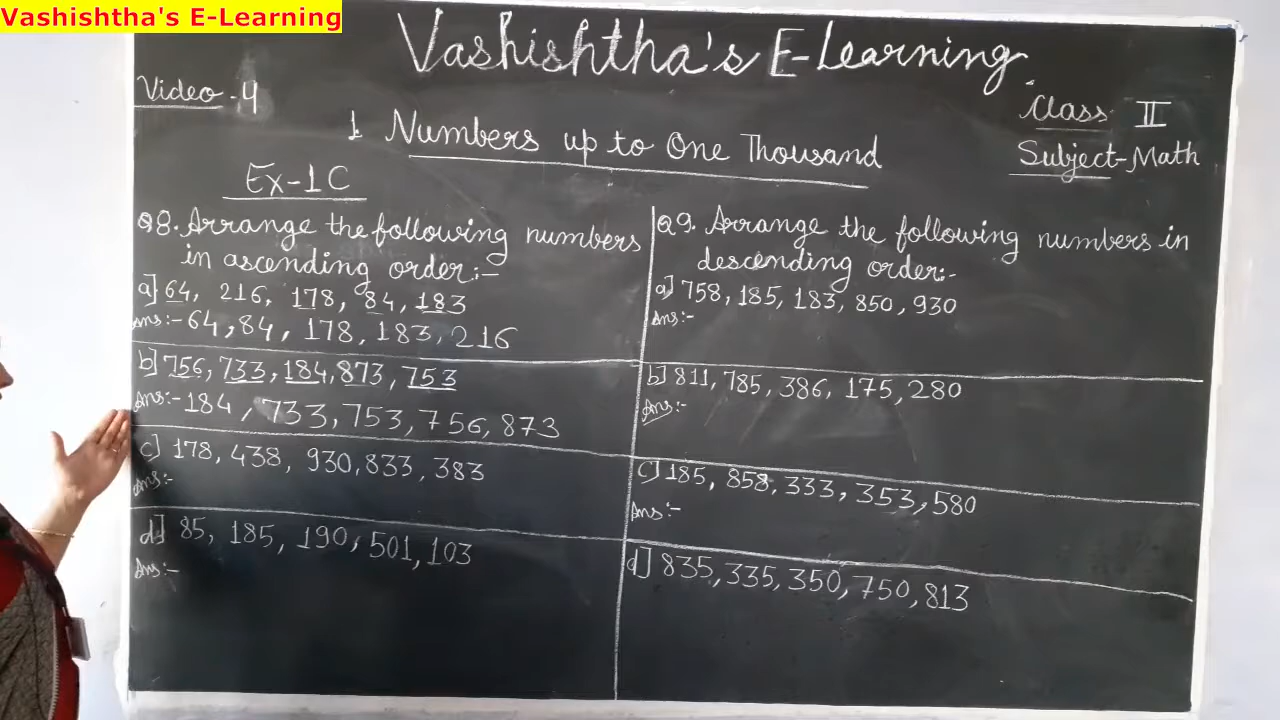 Vashishtha's E-Learning
Vashishtha's E-Learning
Video-4
Class II
1 Numbers up to One Thousand
Subject-Math
Ex-1C
Q8. Arrange the following numbers
in ascending order:-
a] 64, 216, 178, 84, 183
Ans:- 64, 84, 178, 183, 216
b] 756, 733, 184, 873, 753
Ans:- 184, 733, 753, 756, 873
c] 178, 438, 930, 833, 383
Ans:-
d] 85, 185, 190, 501, 103
Ans:-
Q9. Arrange the following numbers in
descending order:-
a] 758, 185, 183, 850, 930
Ans:-
b] 811, 785, 386, 175, 280
Ans:-
c] 185, 858, 333, 353, 580
Ans:-
d] 835, 335, 350, 750, 813